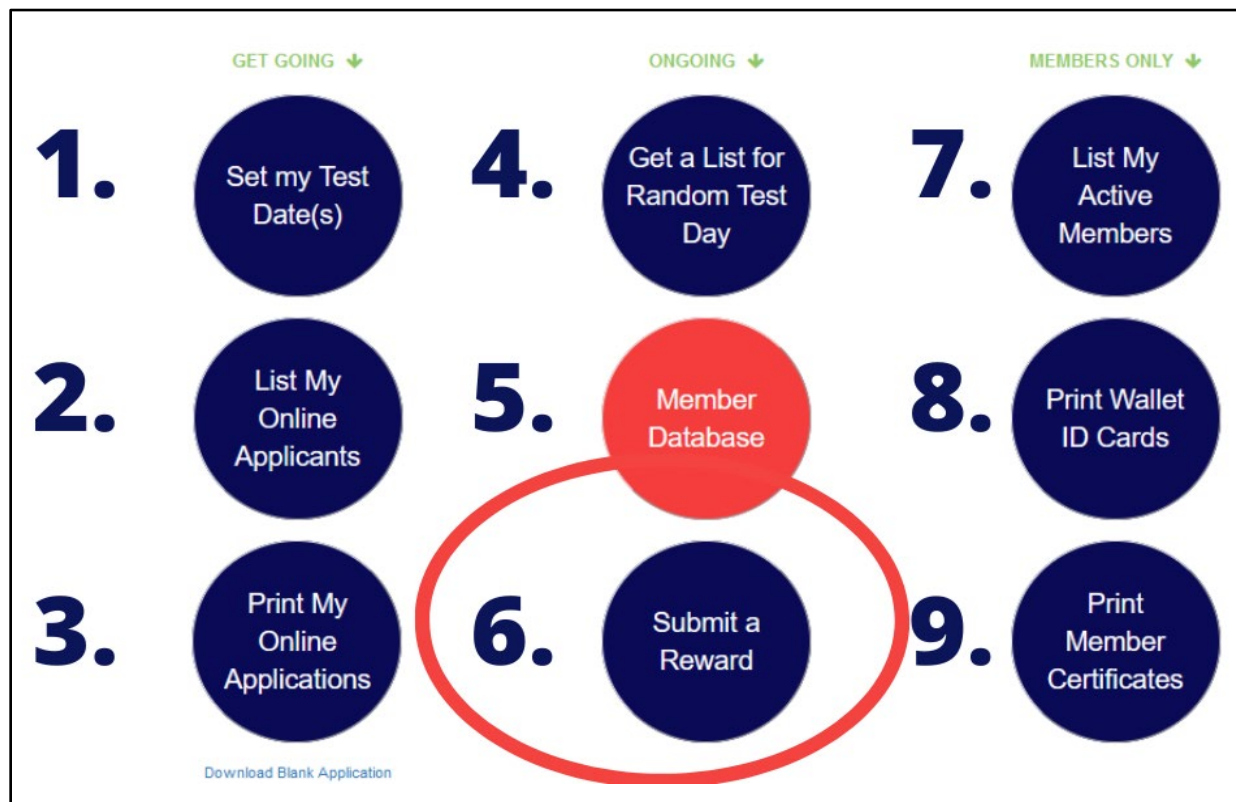 GET GOING
1.
Set my Test
Date(s)
2.
List My
Online
Applicants
3.
Print My
Online
Applications
Download Blank Application
ONGOING
4.
Get a List for
Random Test
Day
5.
Member
Database
6.
Submit a
Reward
MEMBERS ONLY
7.
List My
Active
Members
8.
Print Wallet
ID Cards
9.
Print
Member
Certificates